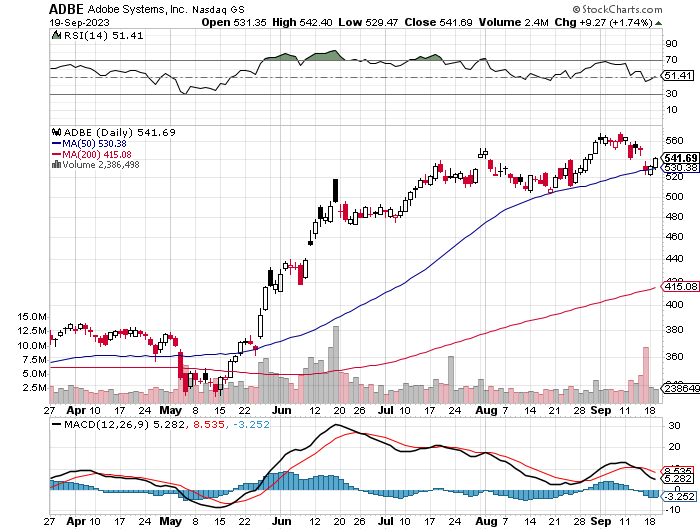 ADBE Adobe Systems, Inc. Nasdaq GS © StockCharts.com
19-Sep-2023 Open 531.35 High 542.40 Low 529.47 Close 541.69 Volume 2.4M Chg +9.27 (+1.74%)
RSI(14) 51.41
90
70
51.41
30
10
ADBE (Daily) 541.69
MA(50) 530.38
MA(200) 415.08
Volume 2,386,498
560
541.69
530.38
520
500
480
460
440
420
415.08
400
380
360
340
15.0M
12.5M
10.0M
7.5M
5.0M
2.5M
2386498
27 Apr 10 17 24 May 8 15 22 Jun 12 20 26 Jul 10 17 24 Aug 7 14 21 28 Sep 11 18
MACD(12,26,9) 5.282, 8.535, -3.252
30
20
10
8.535
5.282
0
-3.252
-10
27 Apr 10 17 24 May 8 15 22 Jun 12 20 26 Jul 10 17 24 Aug 7 14 21 28 Sep 11 18